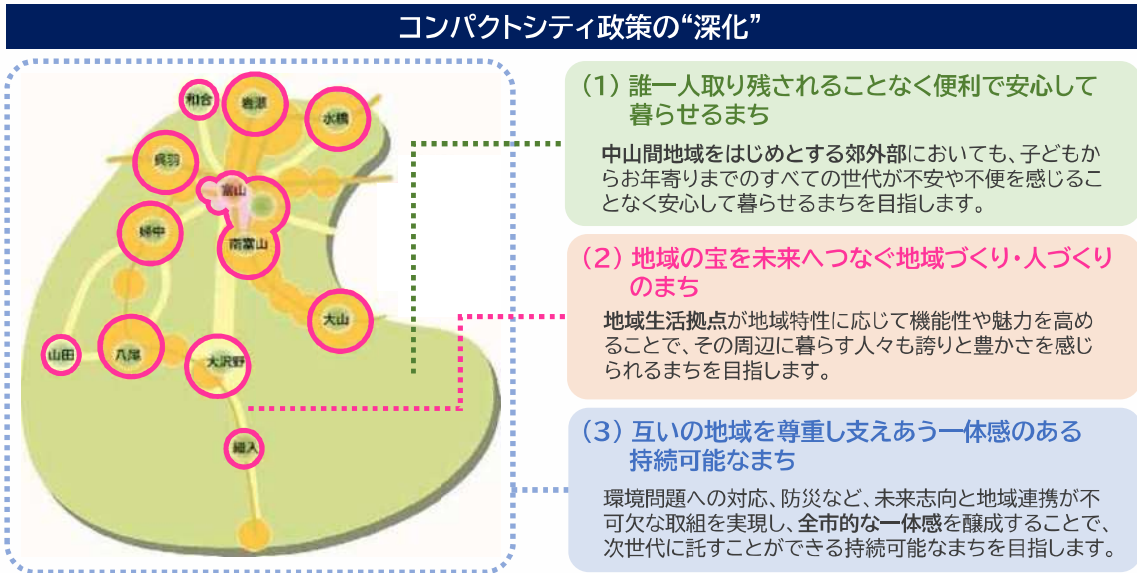 コンパクトシティ政策の“深化”
和合
岩瀬
水橋
呉羽
富山
婦中
南富山
大山
山田
八尾
大沢野
細入
(1) 誰一人取り残されることなく便利で安心して
暮らせるまち
中山間地域をはじめとする郊外部においても、子どもか
らお年寄りまでのすべての世代が不安や不便を感じるこ
となく安心して暮らせるまちを目指します。
(2) 地域の宝を未来へつなぐ地域づくり・人づくり
のまち
地域生活拠点が地域特性に応じて機能性や魅力を高め
ることで、その周辺に暮らす人々も誇りと豊かさを感じ
られるまちを目指します。
(3) 互いの地域を尊重し支えあう一体感のある
持続可能なまち
環境問題への対応、防災など、未来志向と地域連携が不
可欠な取組を実現し、全市的な一体感を醸成することで、
次世代に託すことができる持続可能なまちを目指します。